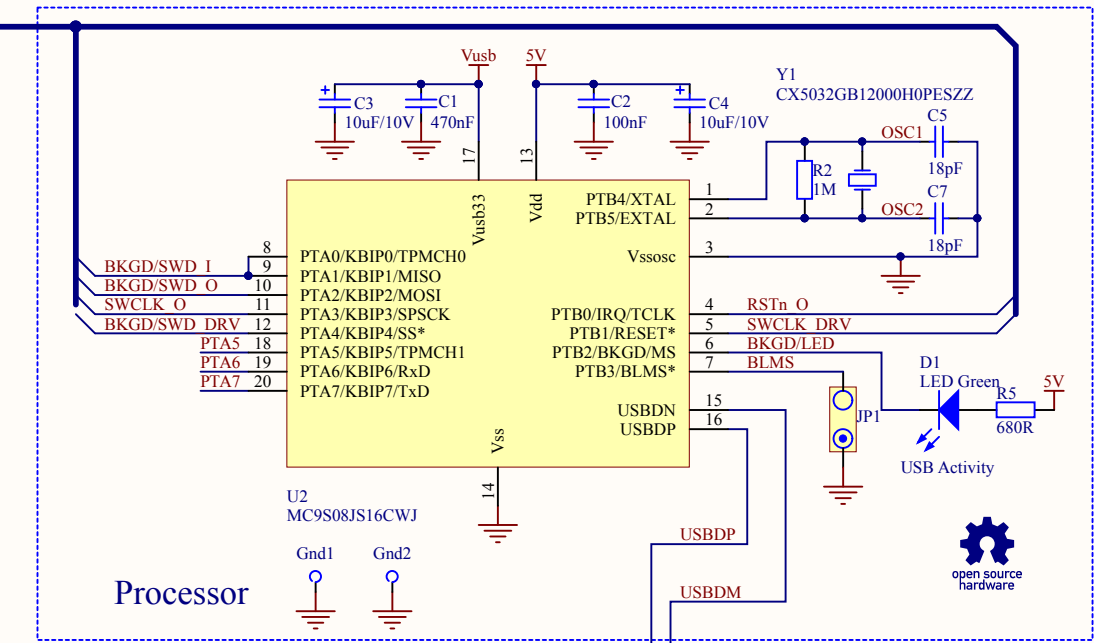 Vusb
5V
Y1
CX5032GB12000H0PESZZ
+
C3
10uF/10V
C1
470nF
C2
100nF
+
C4
10uF/10V
OSC1
C5
18pF
R2
1M
OSC2
C7
18pF
17
13
Vusb33
Vdd
PTB4/XTAL 1
PTB5/EXTAL 2
Vssosc 3
8 PTA0/KBIP0/TPMCH0
BKGD/SWD_I 9 PTA1/KBIP1/MISO
BKGD/SWD_O 10 PTA2/KBIP2/MOSI
SWCLK_O 11 PTA3/KBIP3/SPSCK
BKGD/SWD_DRV 12 PTA4/KBIP4/SS*
PTA5 18 PTA5/KBIP5/TPMCH1
PTA6 19 PTA6/KBIP6/RxD
PTA7 20 PTA7/KBIP7/TxD
PTB0/IRQ/TCLK 4 RSTn_O
PTB1/RESET* 5 SWCLK_DRV
PTB2/BKGD/MS 6 BKGD/LED
PTB3/BLMS* 7 BLMS
USBDN 15
USBDP 16
Vss
14
JP1
D1
LED Green
R5
680R
5V
USB Activity
U2
MC9S08JS16CWJ
Gnd1
Gnd2
USBDP
USBDM
Processor
open source
hardware